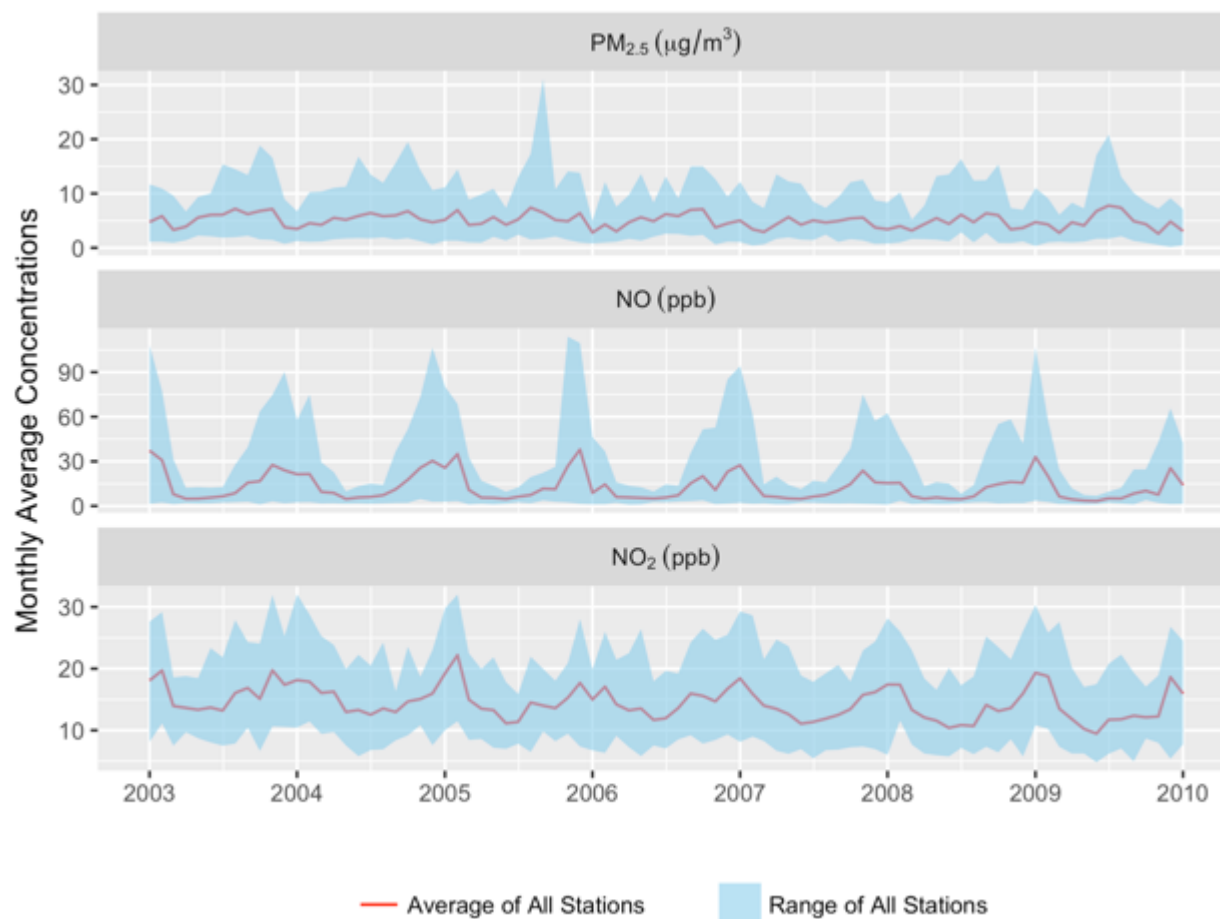 PM₂.₅ (μg/m³)
30
20
10
0
NO (ppb)
90
60
30
0
NO₂ (ppb)
30
20
10
Monthly Average Concentrations
2003 2004 2005 2006 2007 2008 2009 2010
Average of All Stations Range of All Stations